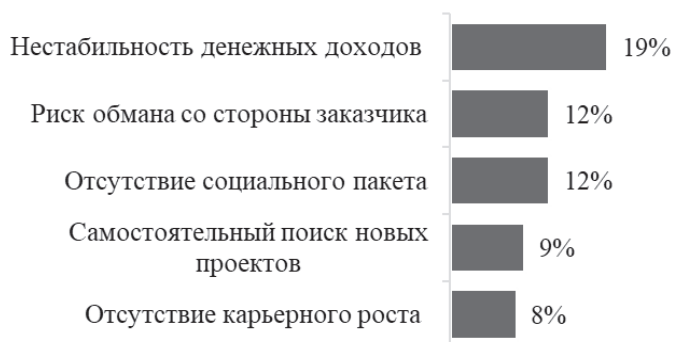 Нестабильность денежных доходов 19%
Риск обмана со стороны заказчика 12%
Отсутствие социального пакета 12%
Самостоятельный поиск новых
проектов 9%
Отсутствие карьерного роста 8%